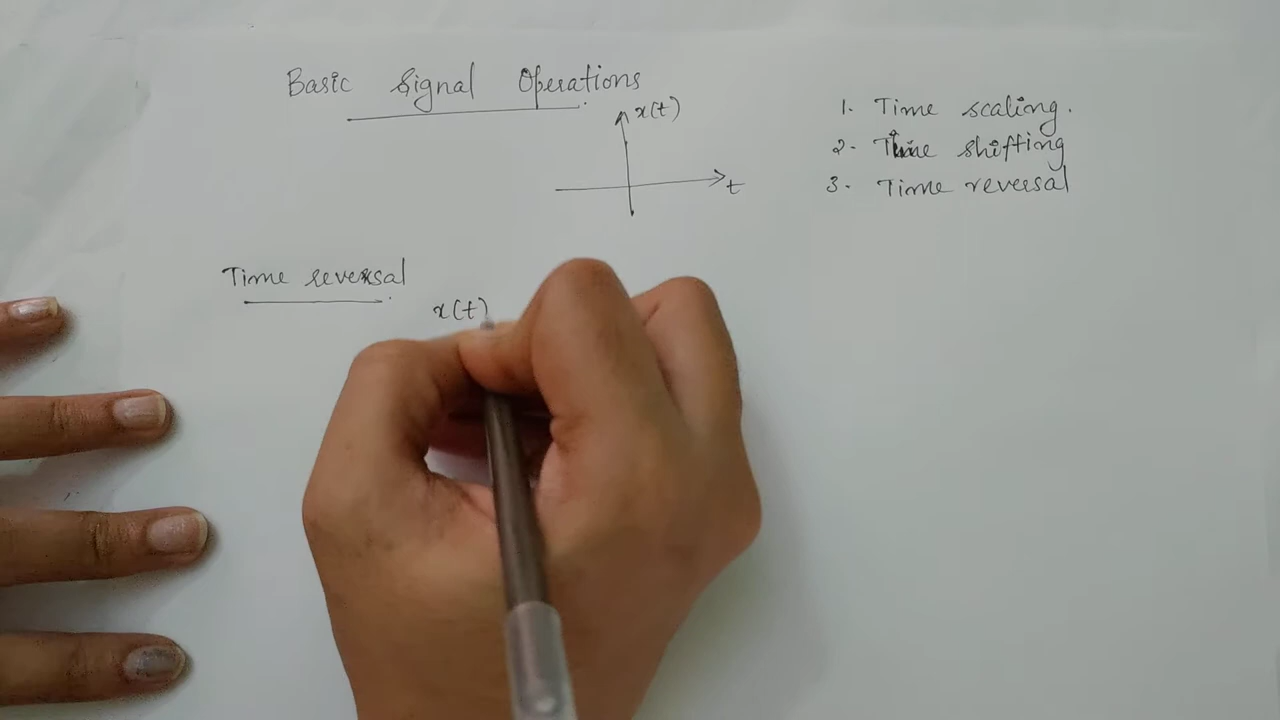 Basic Signal Operations
x(t)
t
1. Time scaling.
2. Time shifting
3. Time reversal
Time reversal
x(t)